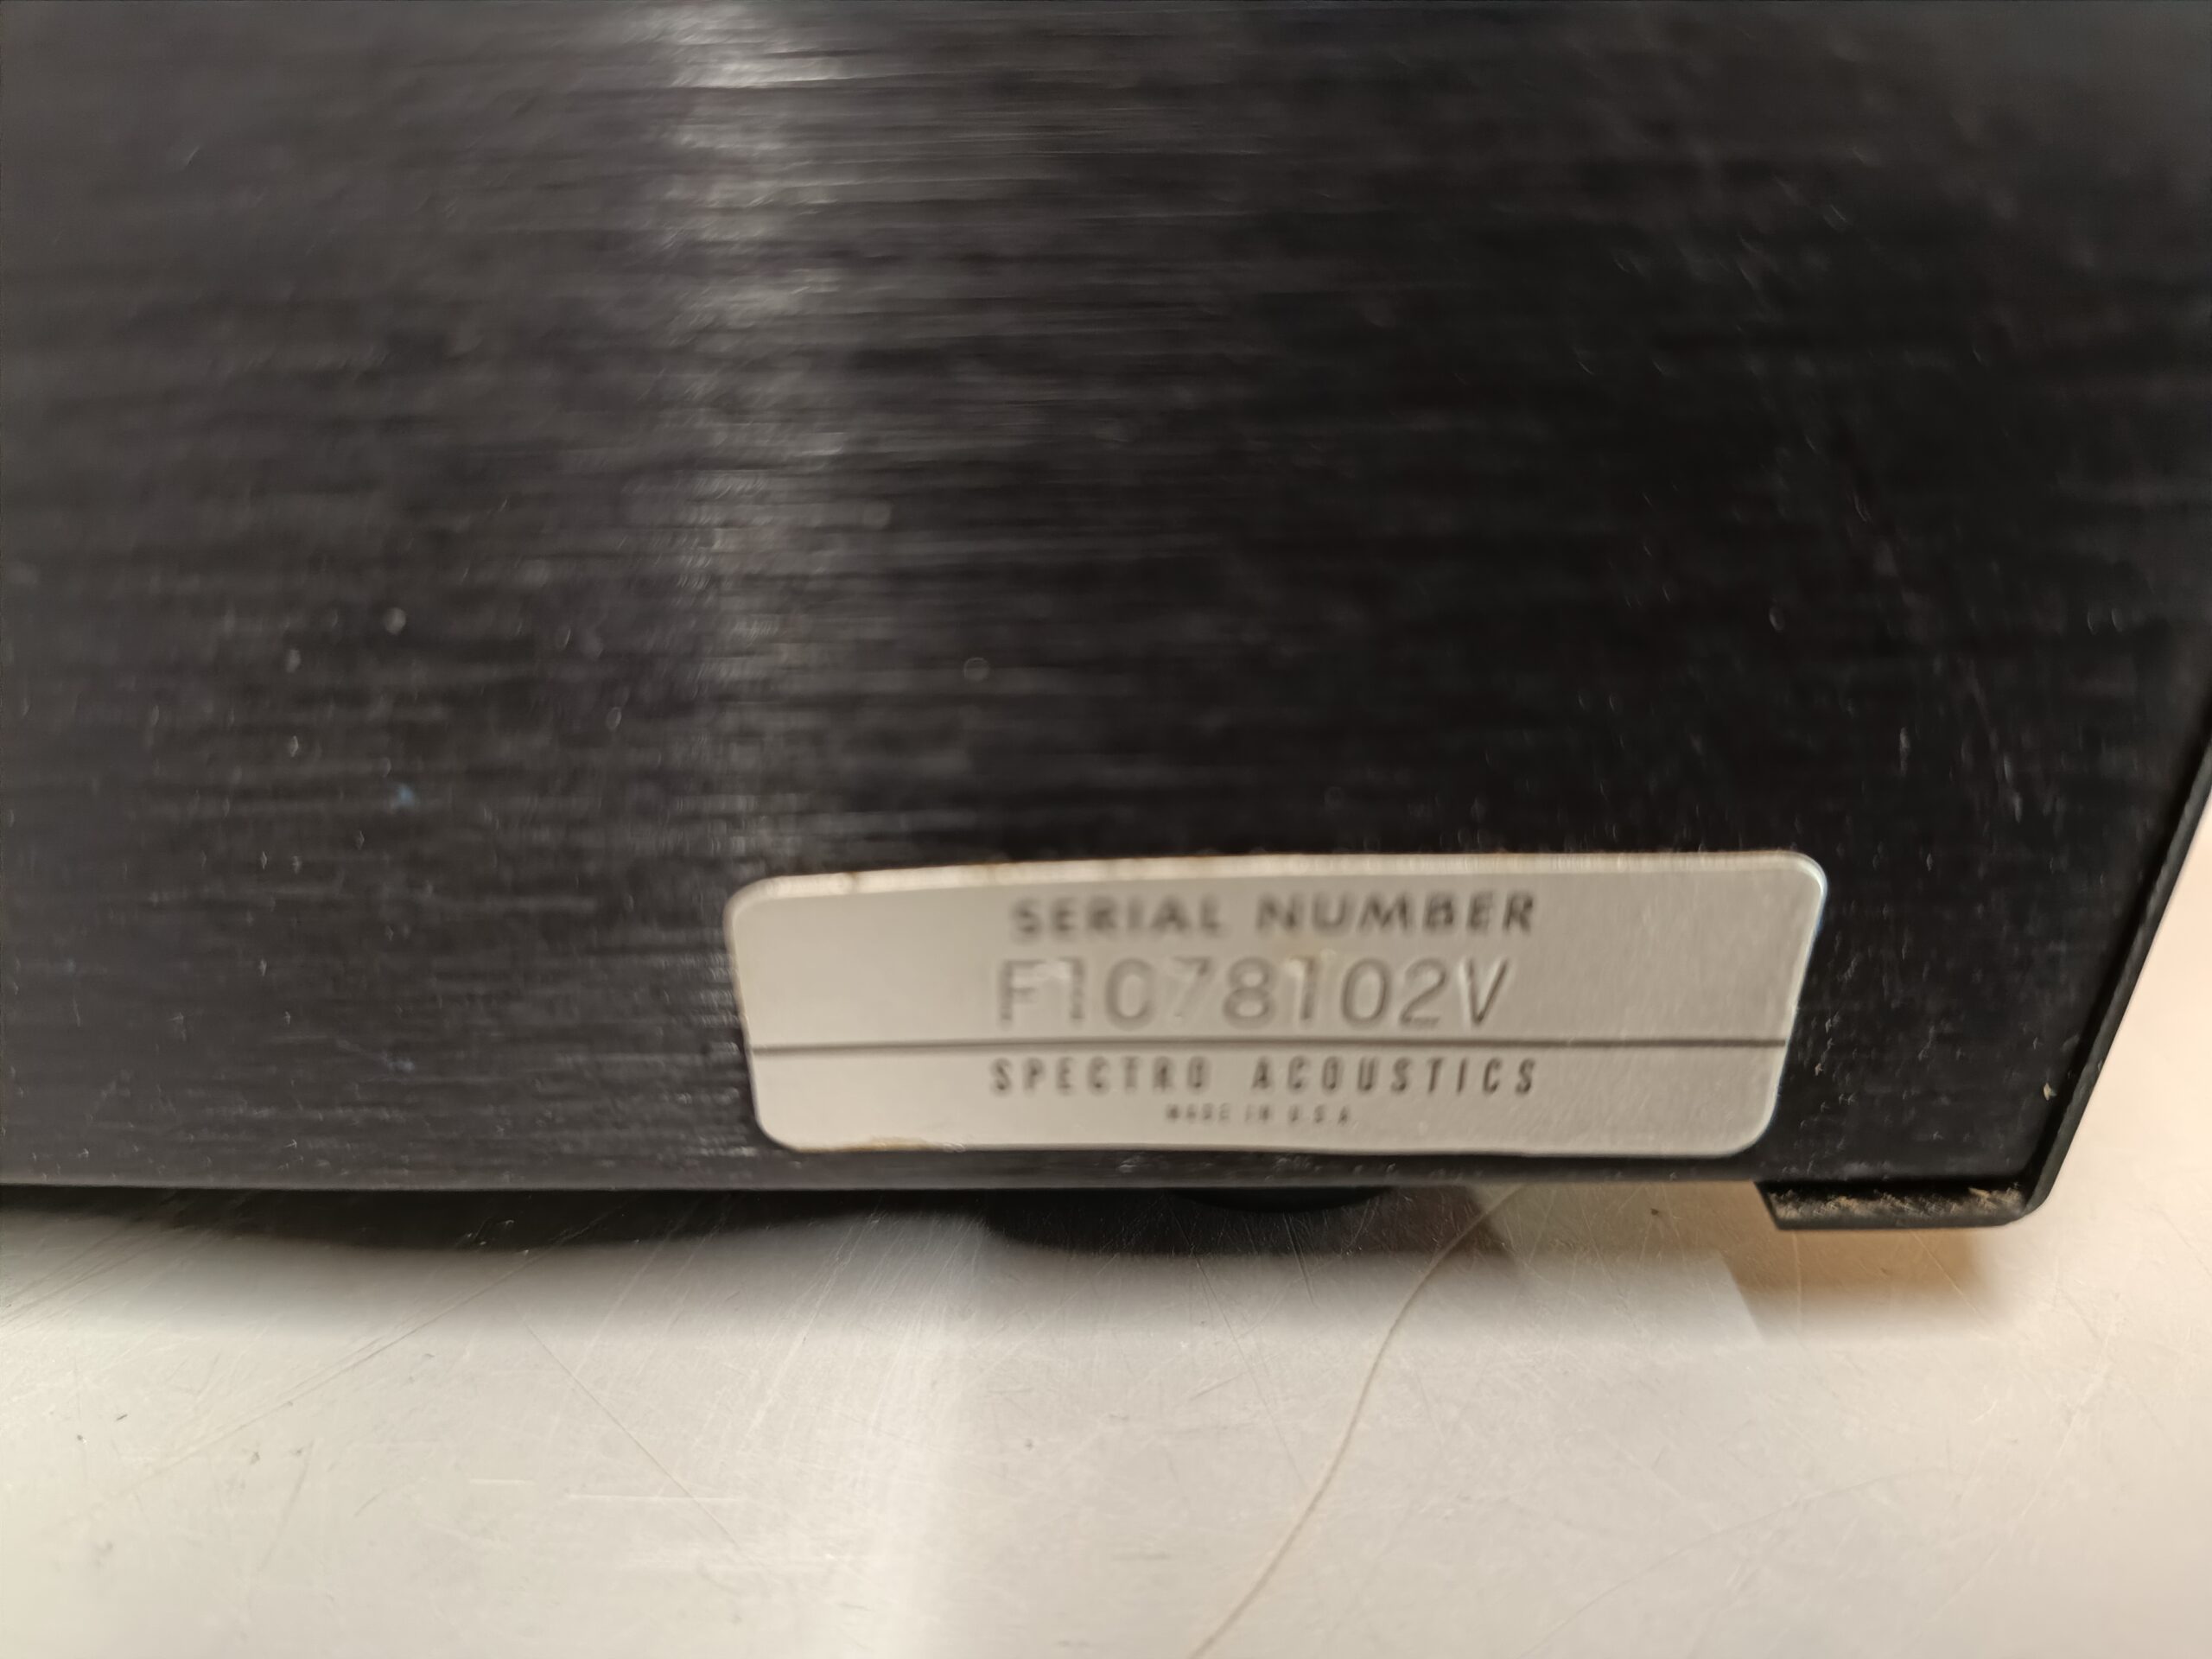 SERIAL NUMBER
F1078102V
SPECTRO ACOUSTICS
MADE IN U.S.A.